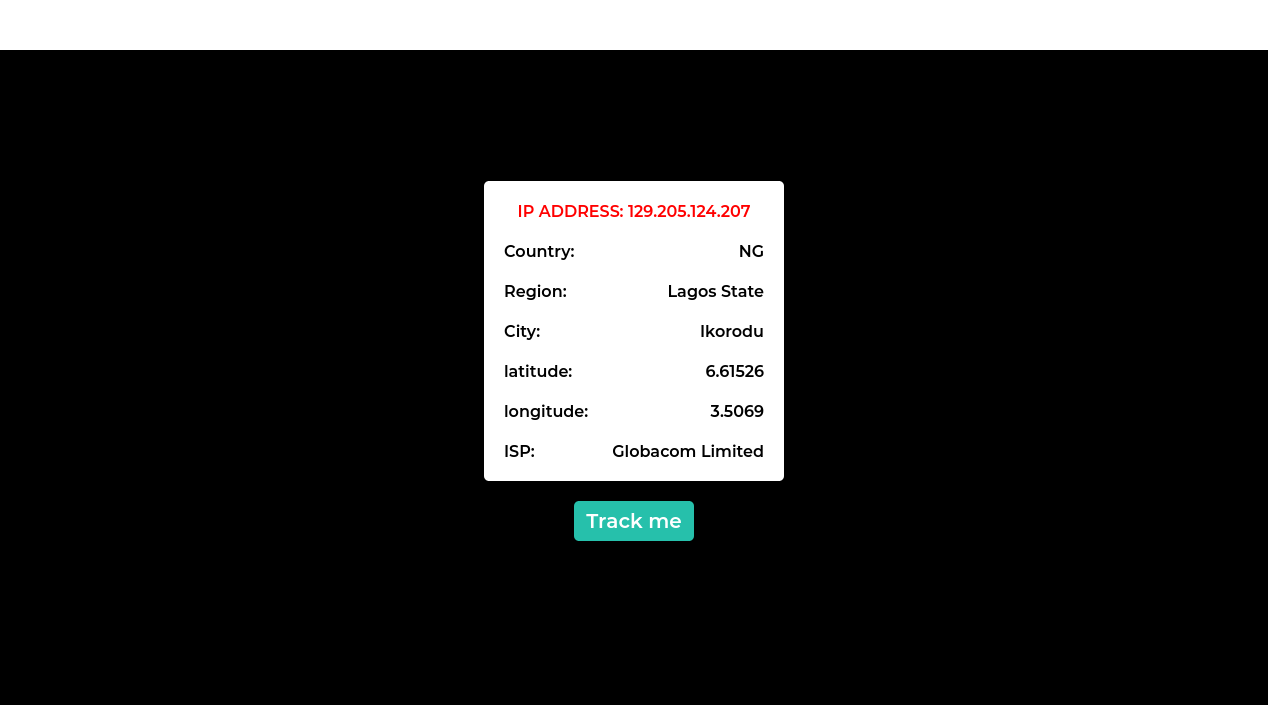 IP ADDRESS: 129.205.124.207
Country: NG
Region: Lagos State
City: Ikorodu
latitude: 6.61526
longitude: 3.5069
ISP: Globacom Limited
Track me